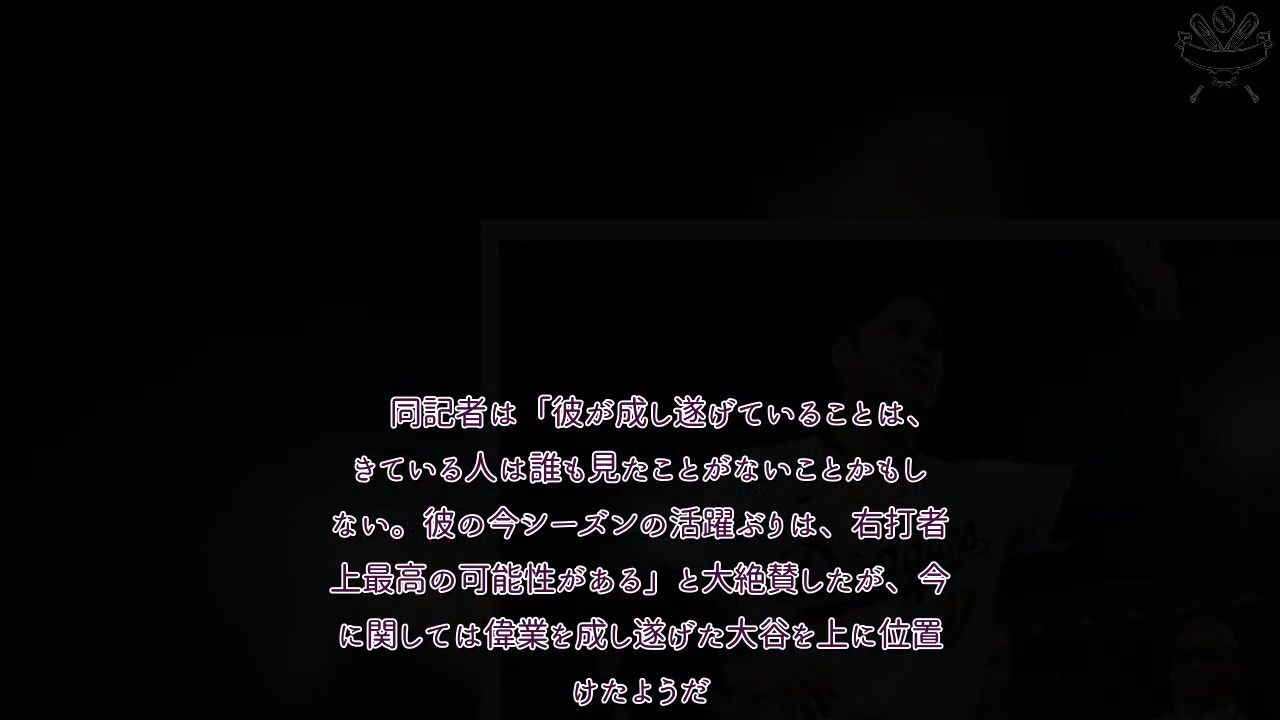 同記者は「彼が成し遂げていることは、
きている人は誰も見たことがないことかもし
ない。彼の今シーズンの活躍ぶりは、右打者
上最高の可能性がある」と大絶賛したが、今
に関しては偉業を成し遂げた大谷を上に位置
けたようだ